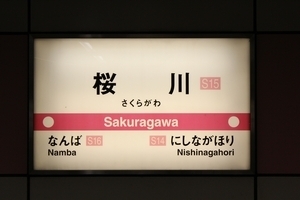 桜川 S15
さくらがわ
Sakuragawa
なんば S16 S14 にしながほり
Namba Nishinagahori